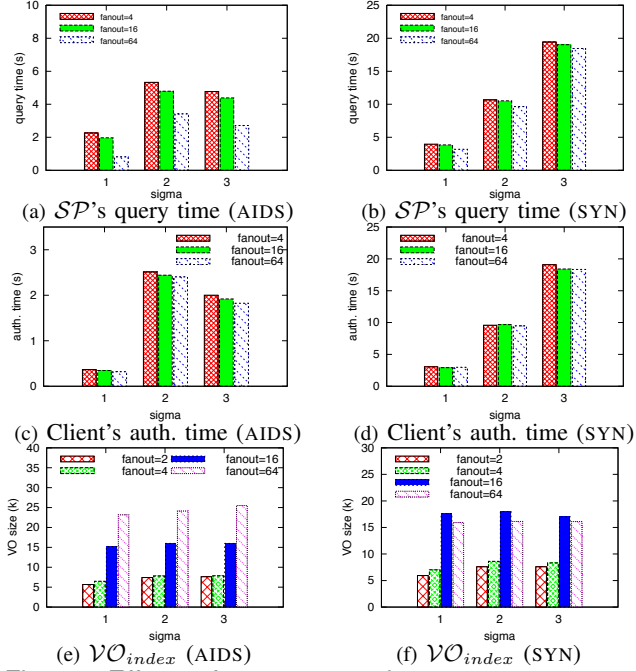 10
8
6
4
2
0
query time (s)
fanout=4
fanout=16
fanout=64
1 2 3
sigma
(a) 𝒮𝒫's query time (AIDS)
25
20
15
10
5
0
query time (s)
fanout=4
fanout=16
fanout=64
1 2 3
sigma
(b) 𝒮𝒫's query time (SYN)
3
2
1
0
auth. time (s)
fanout=4
fanout=16
fanout=64
1 2 3
sigma
(c) Client's auth. time (AIDS)
25
20
15
10
5
0
auth. time (s)
fanout=4
fanout=16
fanout=64
1 2 3
sigma
(d) Client's auth. time (SYN)
40
35
30
25
20
15
10
5
0
VO size (k)
fanout=2 fanout=16
fanout=4 fanout=64
1 2 3
sigma
(e) 𝒱𝒪index (AIDS)
30
25
20
15
10
5
0
VO size (k)
fanout=2
fanout=4
fanout=16
fanout=64
1 2 3
sigma
(f) 𝒱𝒪index (SYN)